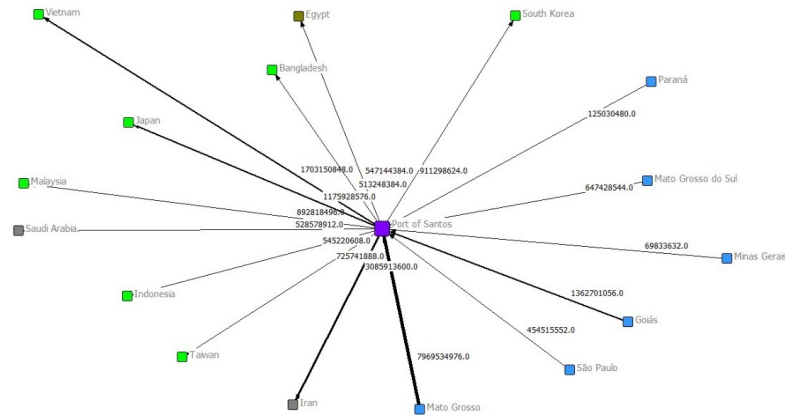 Vietnam
Egypt
South Korea
Bangladesh
Paraná
125030480.0
Japan
1703150848.0
547144384.0
911298624.0
Mato Grosso do Sul
647428544.0
513248384.0
Malaysia
1175928576.0
892818496.0
528578912.0
Port of Santos
Saudi Arabia
545220608.0
69833632.0
Minas Gerais
725741888.0
3085913600.0
Indonesia
1362701056.0
Goiás
Taiwan
454515552.0
7969534976.0
São Paulo
Iran
Mato Grosso